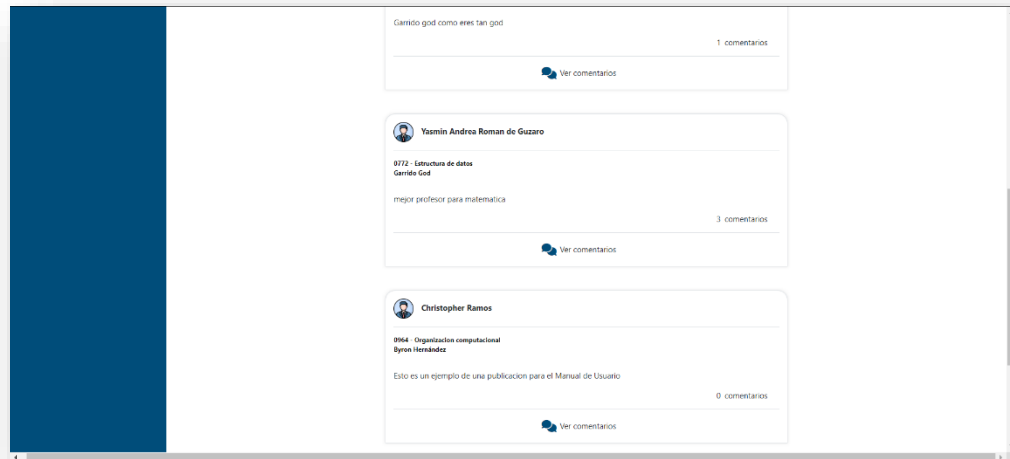 Garrido god como eres tan god
1 comentarios
Ver comentarios
Yasmin Andrea Roman de Guzaro
0772 - Estructura de datos
Garrido God
mejor profesor para matematica
3 comentarios
Ver comentarios
Christopher Ramos
0964 - Organizacion computacional
Byron Hernández
Esto es un ejemplo de una publicacion para el Manual de Usuario
0 comentarios
Ver comentarios